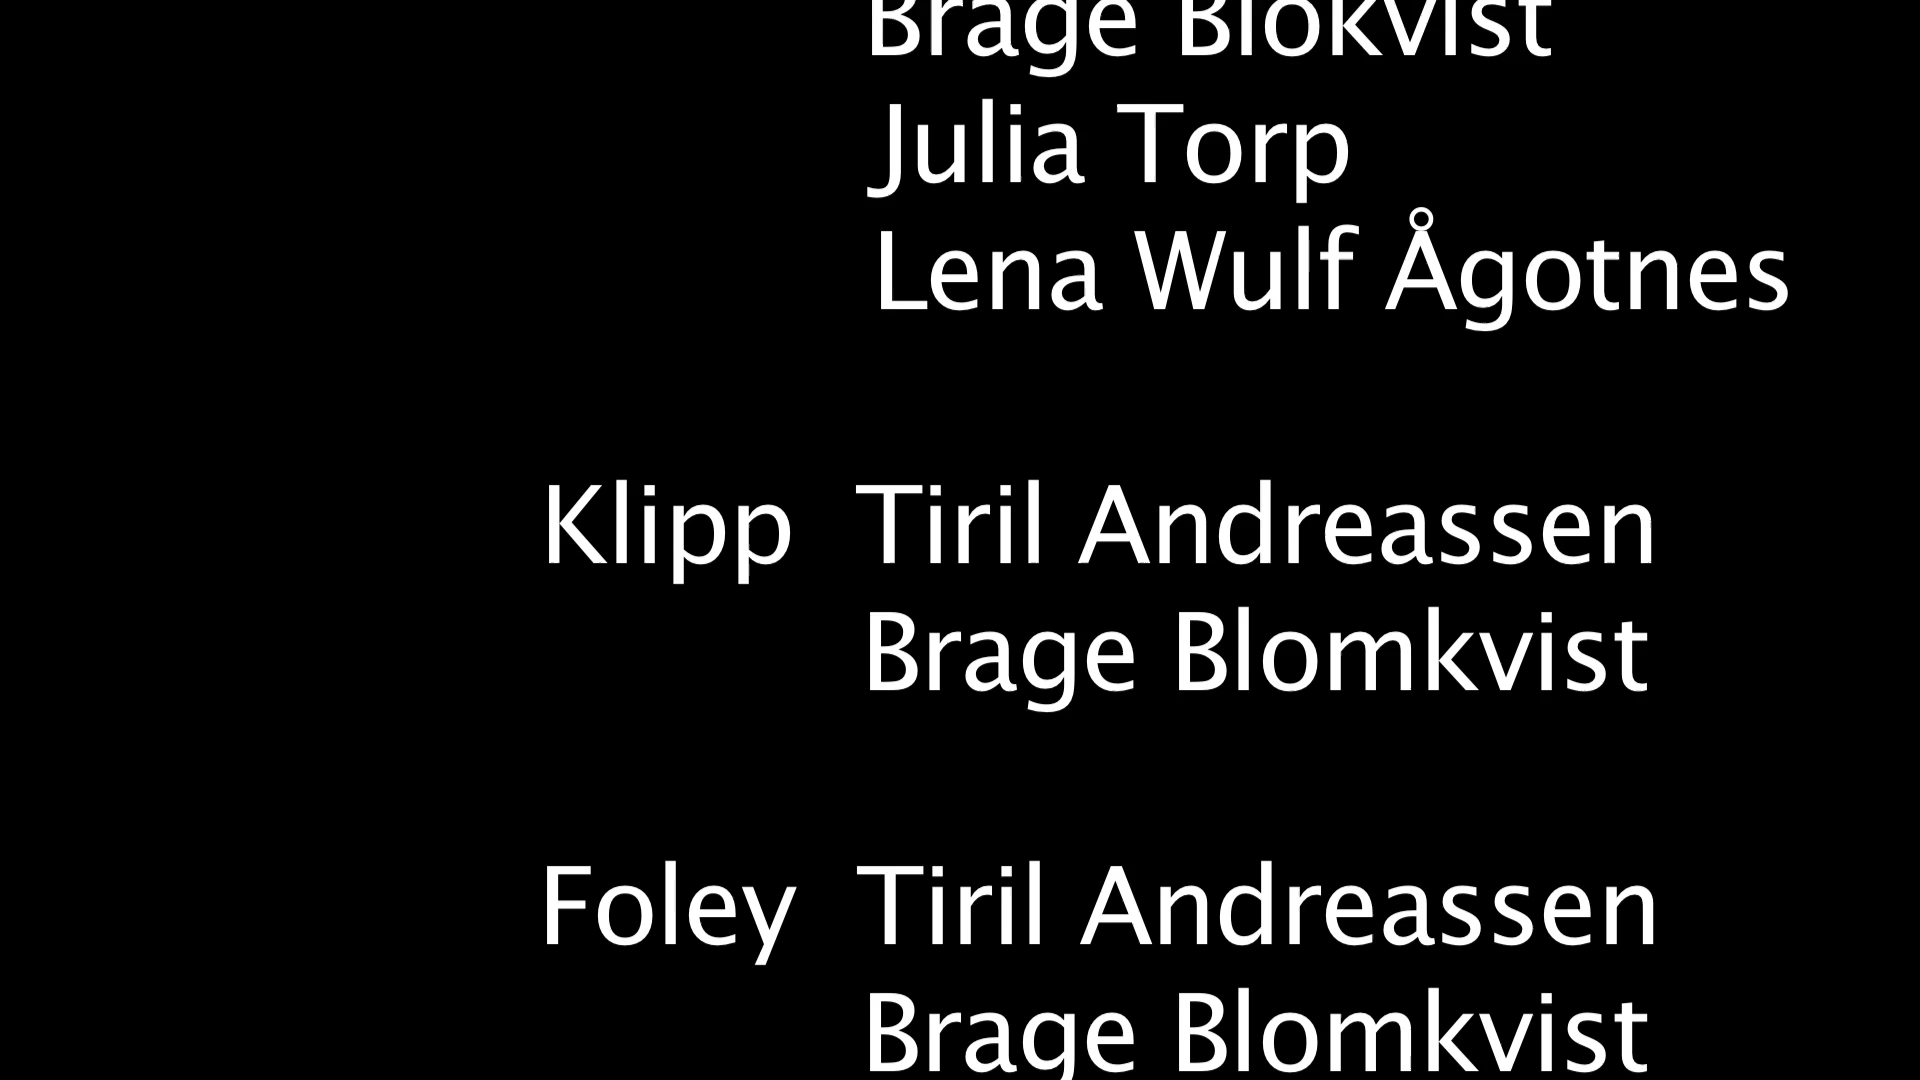 Brage Blokvist
Julia Torp
Lena Wulf Ågotnes
Klipp Tiril Andreassen
Brage Blomkvist
Foley Tiril Andreassen
Brage Blomkvist